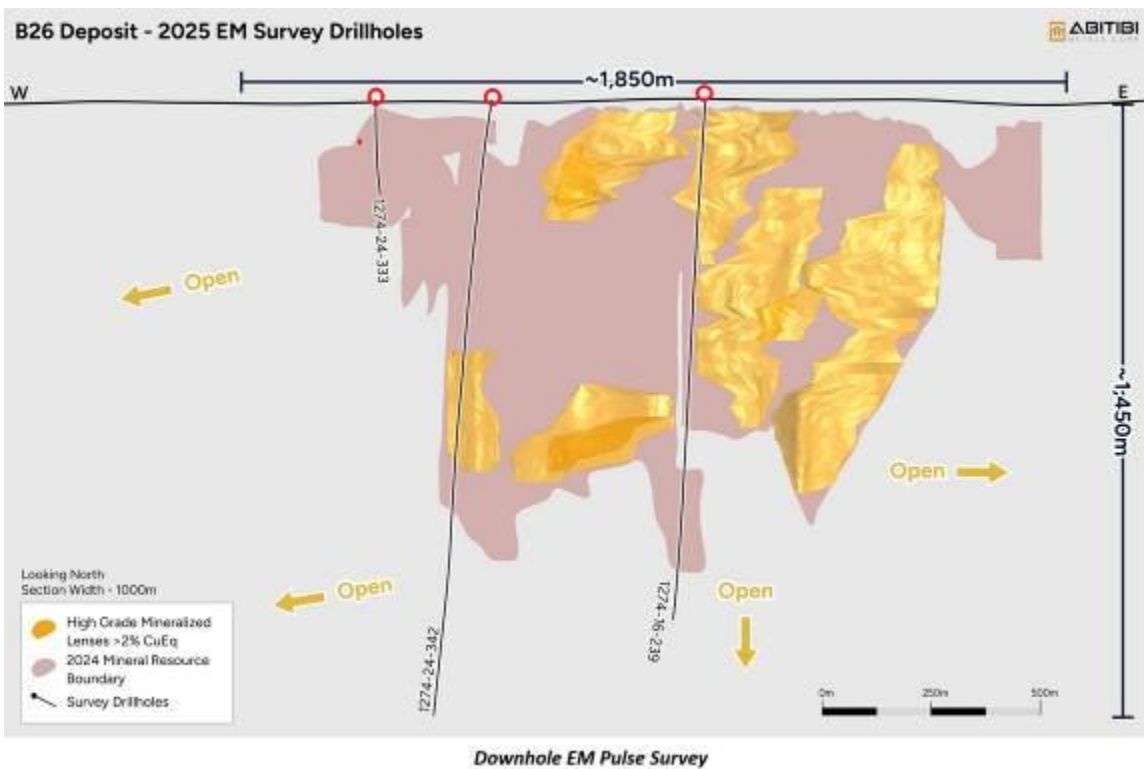 B26 Deposit - 2025 EM Survey Drillholes
ABITIBI
~1,850m
W
E
1274-24-333
Open
~1,450m
Open
Open
Open
1274-24-342
1274-16-239
Looking North
Section Width - 1000m
High Grade Mineralized
Lenses >2% CuEq
2024 Mineral Resource
Boundary
Survey Drillholes
0m
250m
500m
Downhole EM Pulse Survey